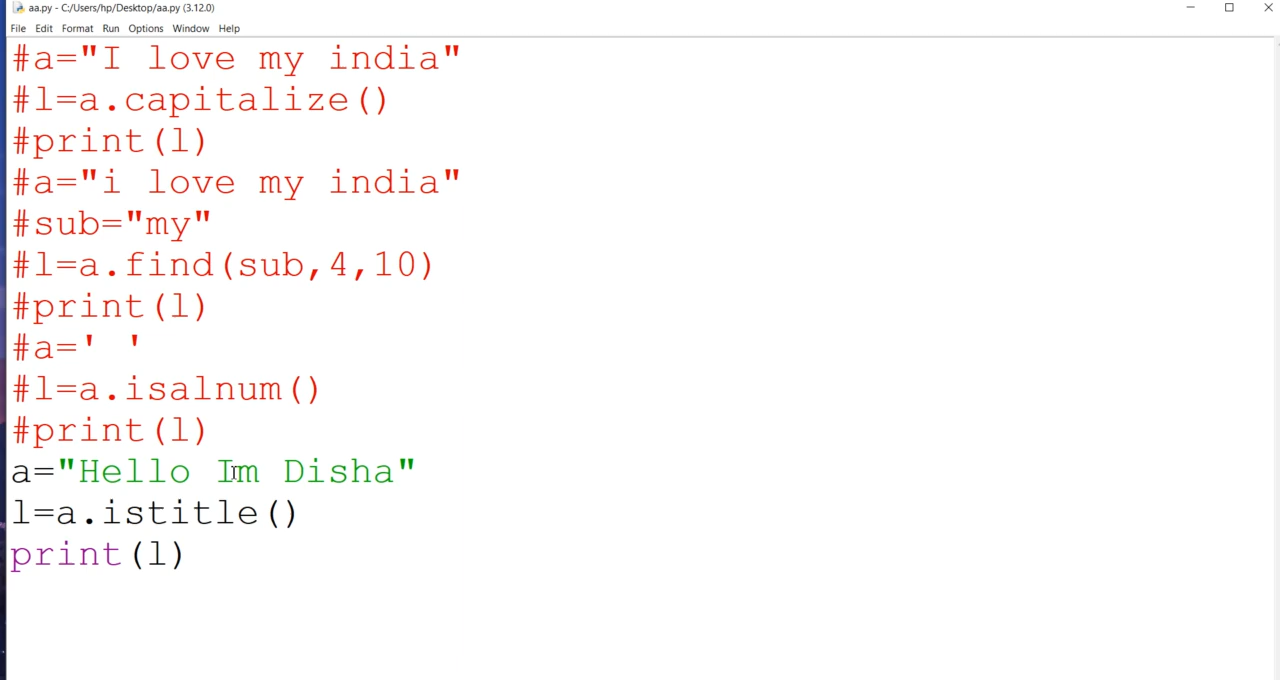 aa.py - C:/Users/hp/Desktop/aa.py (3.12.0)
File Edit Format Run Options Window Help
#a="I love my india"
#l=a.capitalize()
#print(l)
#a="i love my india"
#sub="my"
#l=a.find(sub,4,10)
#print(l)
#a=' '
#l=a.isalnum()
#print(l)
a="Hello Im Disha"
l=a.istitle()
print(l)